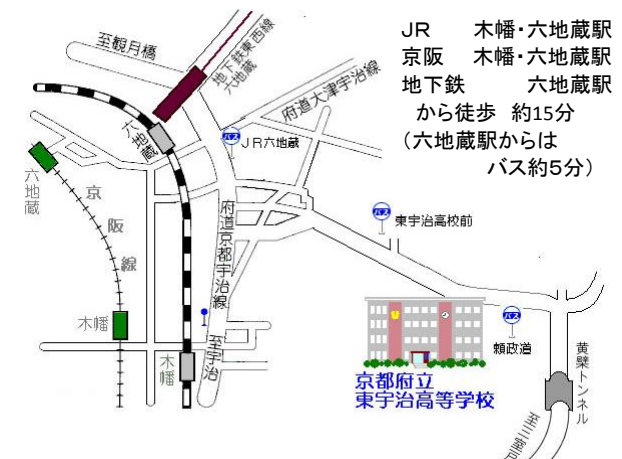 JR 木幡・六地蔵駅
京阪 木幡・六地蔵駅
地下鉄 六地蔵駅
から徒歩 約15分
(六地蔵駅からは
バス約5分)
至観月橋
地下鉄東西線
六地蔵
府道大津宇治線
六地蔵
バス
JR六地蔵
六地蔵
京阪線
府道京都宇治線
バス
東宇治高校前
木幡
至宇治
木幡
バス
頼政道
京都府立
東宇治高等学校
黄檗トンネル